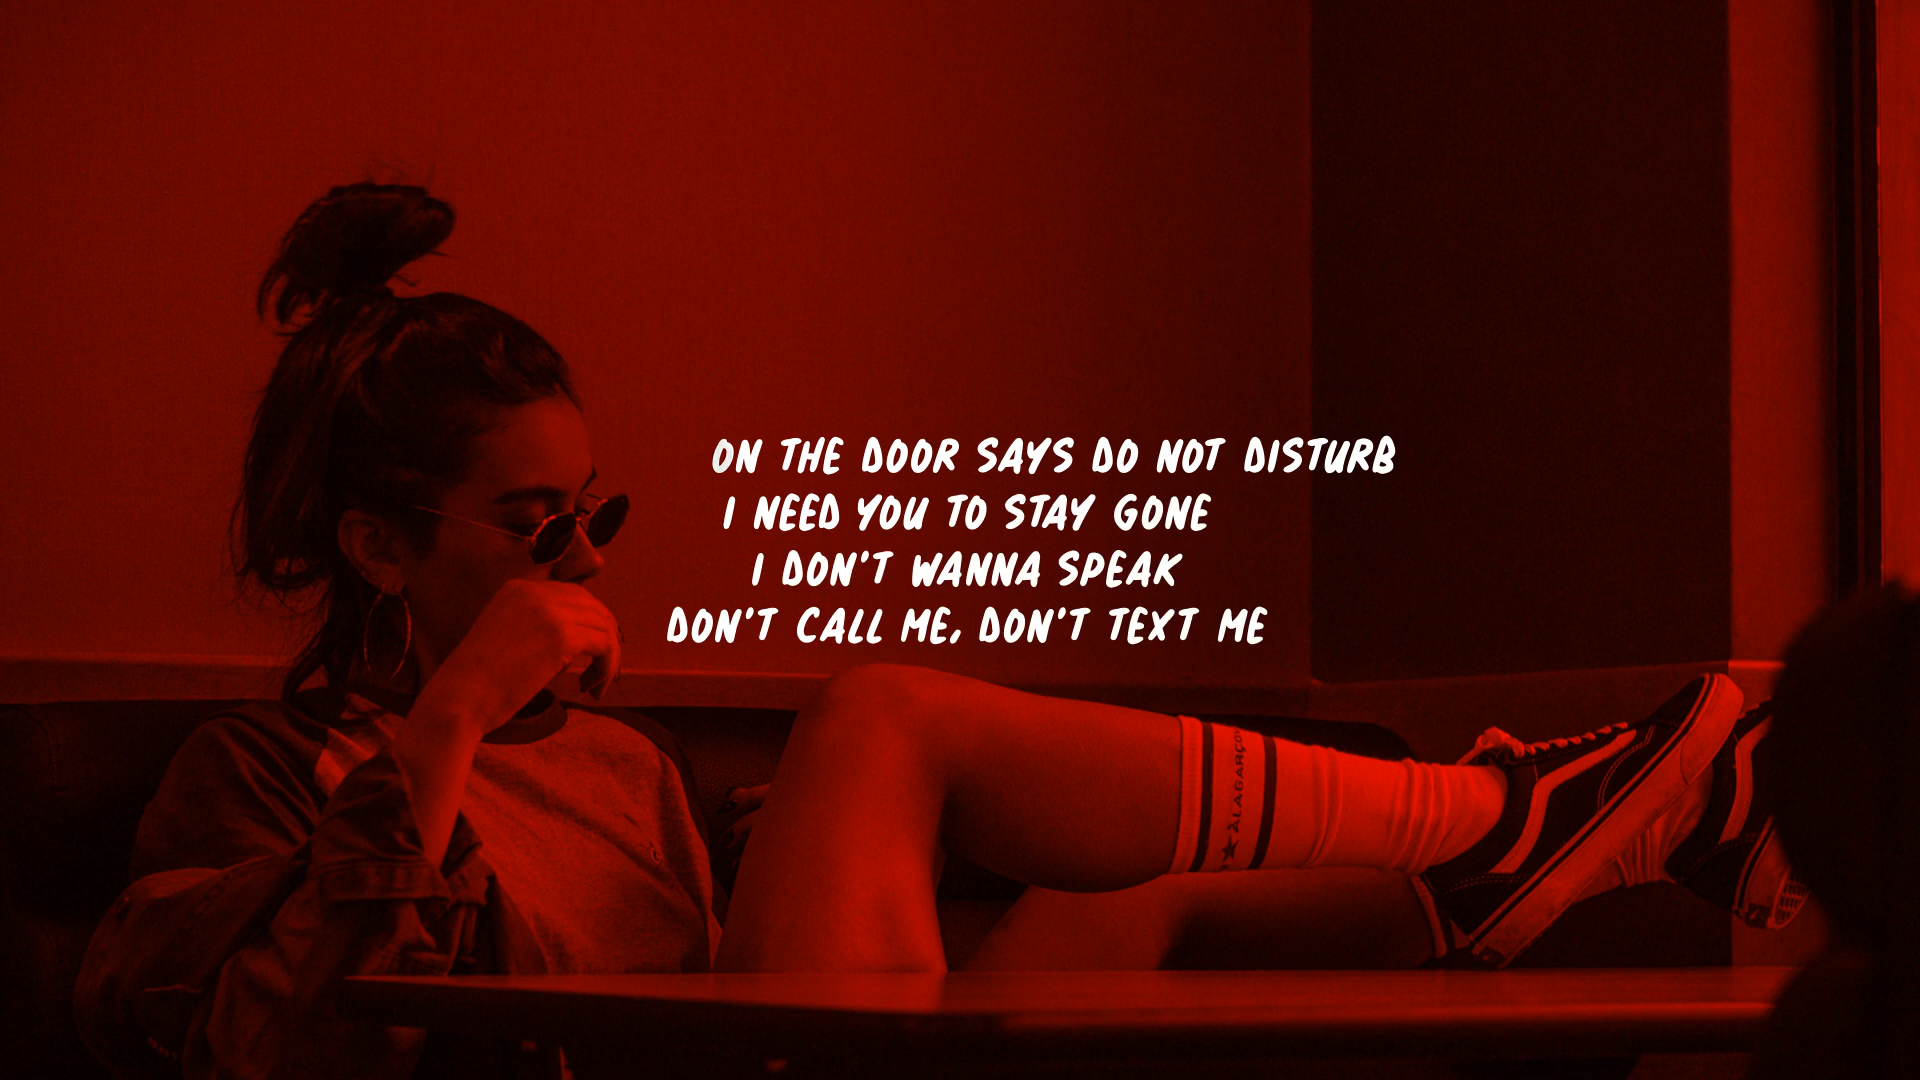 ON THE DOOR SAYS DO NOT DISTURB
I NEED YOU TO STAY GONE
I DON'T WANNA SPEAK
DON'T CALL ME, DON'T TEXT ME
ÀLAGARÇON